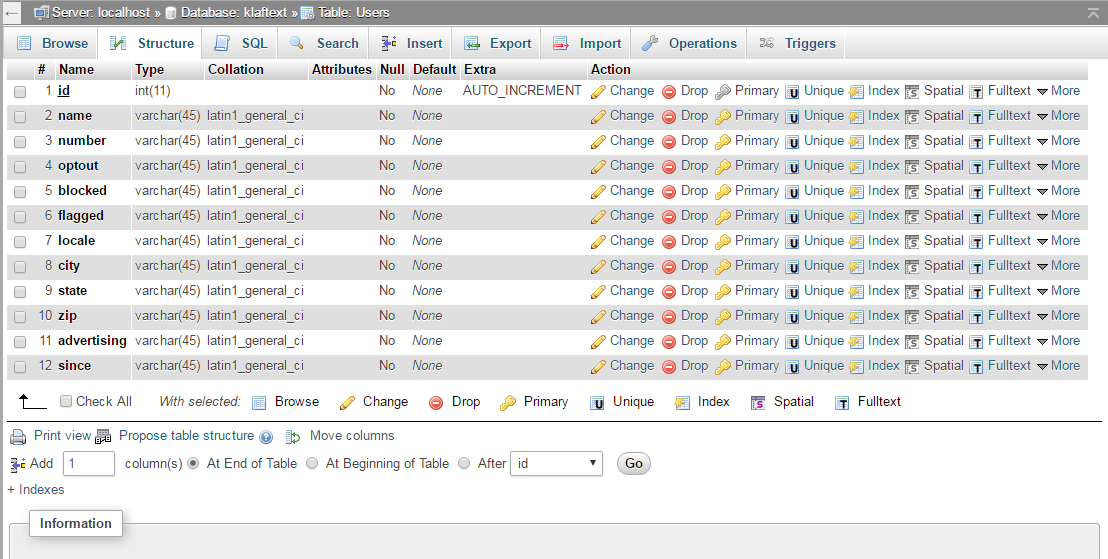 Server: localhost » Database: klaftext » Table: Users
Browse Structure SQL Search Insert Export Import Operations Triggers
# Name Type Collation Attributes Null Default Extra Action
1 id int(11) No None AUTO_INCREMENT Change Drop Primary Unique Index Spatial Fulltext More
2 name varchar(45) latin1_general_ci No None Change Drop Primary Unique Index Spatial Fulltext More
3 number varchar(45) latin1_general_ci No None Change Drop Primary Unique Index Spatial Fulltext More
4 optout varchar(45) latin1_general_ci No None Change Drop Primary Unique Index Spatial Fulltext More
5 blocked varchar(45) latin1_general_ci No None Change Drop Primary Unique Index Spatial Fulltext More
6 flagged varchar(45) latin1_general_ci No None Change Drop Primary Unique Index Spatial Fulltext More
7 locale varchar(45) latin1_general_ci No None Change Drop Primary Unique Index Spatial Fulltext More
8 city varchar(45) latin1_general_ci No None Change Drop Primary Unique Index Spatial Fulltext More
9 state varchar(45) latin1_general_ci No None Change Drop Primary Unique Index Spatial Fulltext More
10 zip varchar(45) latin1_general_ci No None Change Drop Primary Unique Index Spatial Fulltext More
11 advertising varchar(45) latin1_general_ci No None Change Drop Primary Unique Index Spatial Fulltext More
12 since varchar(45) latin1_general_ci No None Change Drop Primary Unique Index Spatial Fulltext More
Check All With selected: Browse Change Drop Primary Unique Index Spatial Fulltext
Print view Propose table structure Move columns
Add 1 column(s) At End of Table At Beginning of Table After id Go
+ Indexes
Information